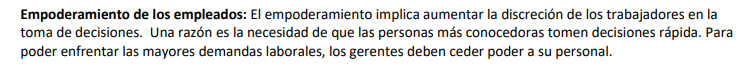 Empoderamiento de los empleados: El empoderamiento implica aumentar la discreción de los trabajadores en la
toma de decisiones.  Una razón es la necesidad de que las personas más conocedoras tomen decisiones rápida. Para
poder enfrentar las mayores demandas laborales, los gerentes deben ceder poder a su personal.